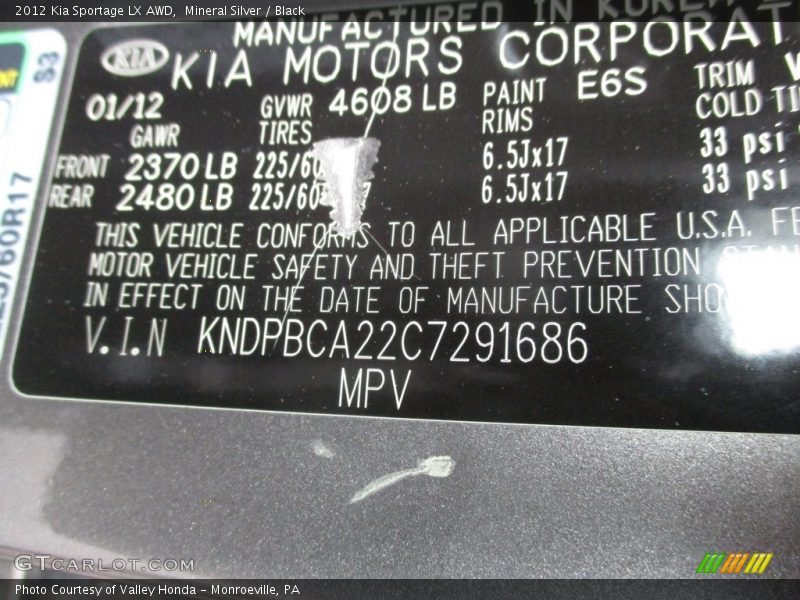 2012 Kia Sportage LX AWD,  Mineral Silver / Black
MANUFACTURED IN KOREA
KIA KIA MOTORS CORPORAT
01/12 GVWR 4608 LB PAINT E6S TRIM
GAWR TIRES RIMS COLD TI
FRONT 2370 LB 225/60 6.5Jx17 33 psi
REAR 2480 LB 225/60 6.5Jx17 33 psi
THIS VEHICLE CONFORMS TO ALL APPLICABLE U.S.A. FE
MOTOR VEHICLE SAFETY AND THEFT PREVENTION STAN
IN EFFECT ON THE DATE OF MANUFACTURE SHO
V.I.N KNDPBCA22C7291686
MPV
33
5/60R17
GTCarLot.com
Photo Courtesy of Valley Honda - Monroeville, PA